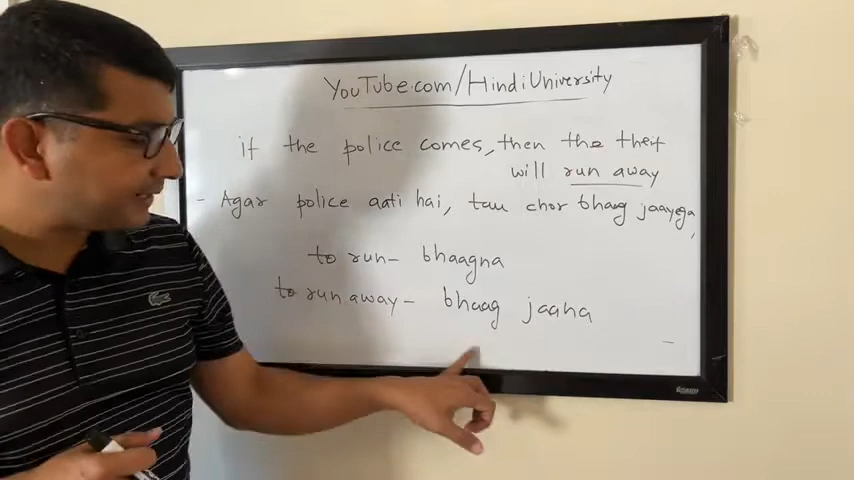 YouTube.com/HindiUniversity
if the police comes, then the theif
will run away
- Agar police aati hai, tau chor bhaag jaayega,
to run - bhaagna
to run away - bhaag jaana